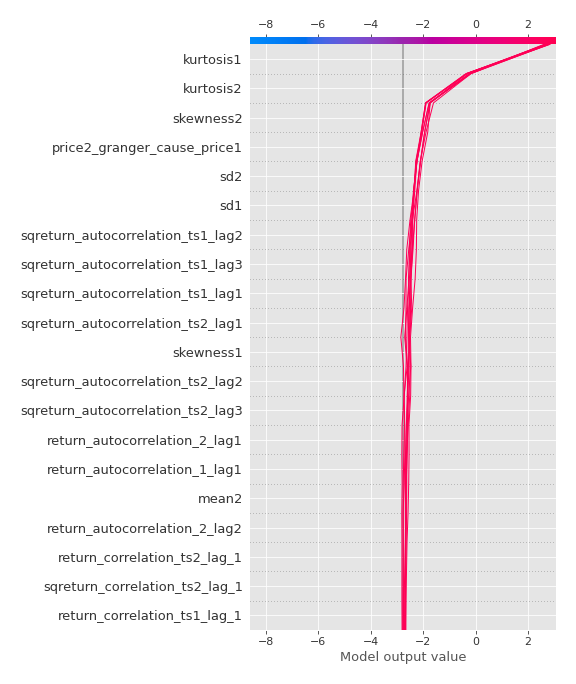 −8 −6 −4 −2 0 2
kurtosis1
kurtosis2
skewness2
price2_granger_cause_price1
sd2
sd1
sqreturn_autocorrelation_ts1_lag2
sqreturn_autocorrelation_ts1_lag3
sqreturn_autocorrelation_ts1_lag1
sqreturn_autocorrelation_ts2_lag1
skewness1
sqreturn_autocorrelation_ts2_lag2
sqreturn_autocorrelation_ts2_lag3
return_autocorrelation_2_lag1
return_autocorrelation_1_lag1
mean2
return_autocorrelation_2_lag2
return_correlation_ts2_lag_1
sqreturn_correlation_ts2_lag_1
return_correlation_ts1_lag_1
−8 −6 −4 −2 0 2
Model output value